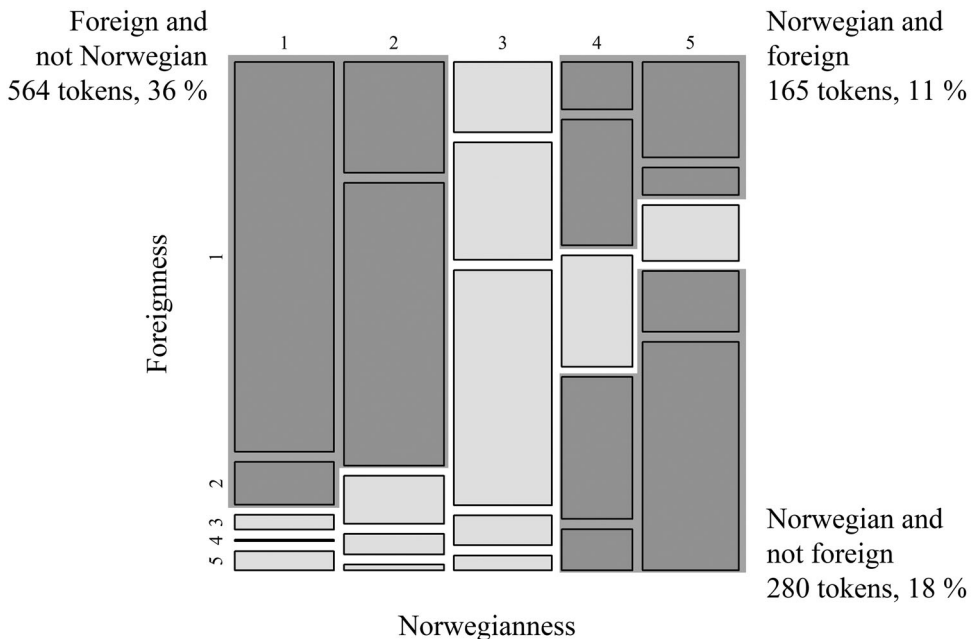 Foreign and
not Norwegian
564 tokens, 36 %
1
2
3
4
5
Norwegian and
foreign
165 tokens, 11 %
Foreignness
1
2
3
4
5
Norwegian and
not foreign
280 tokens, 18 %
Norwegianness